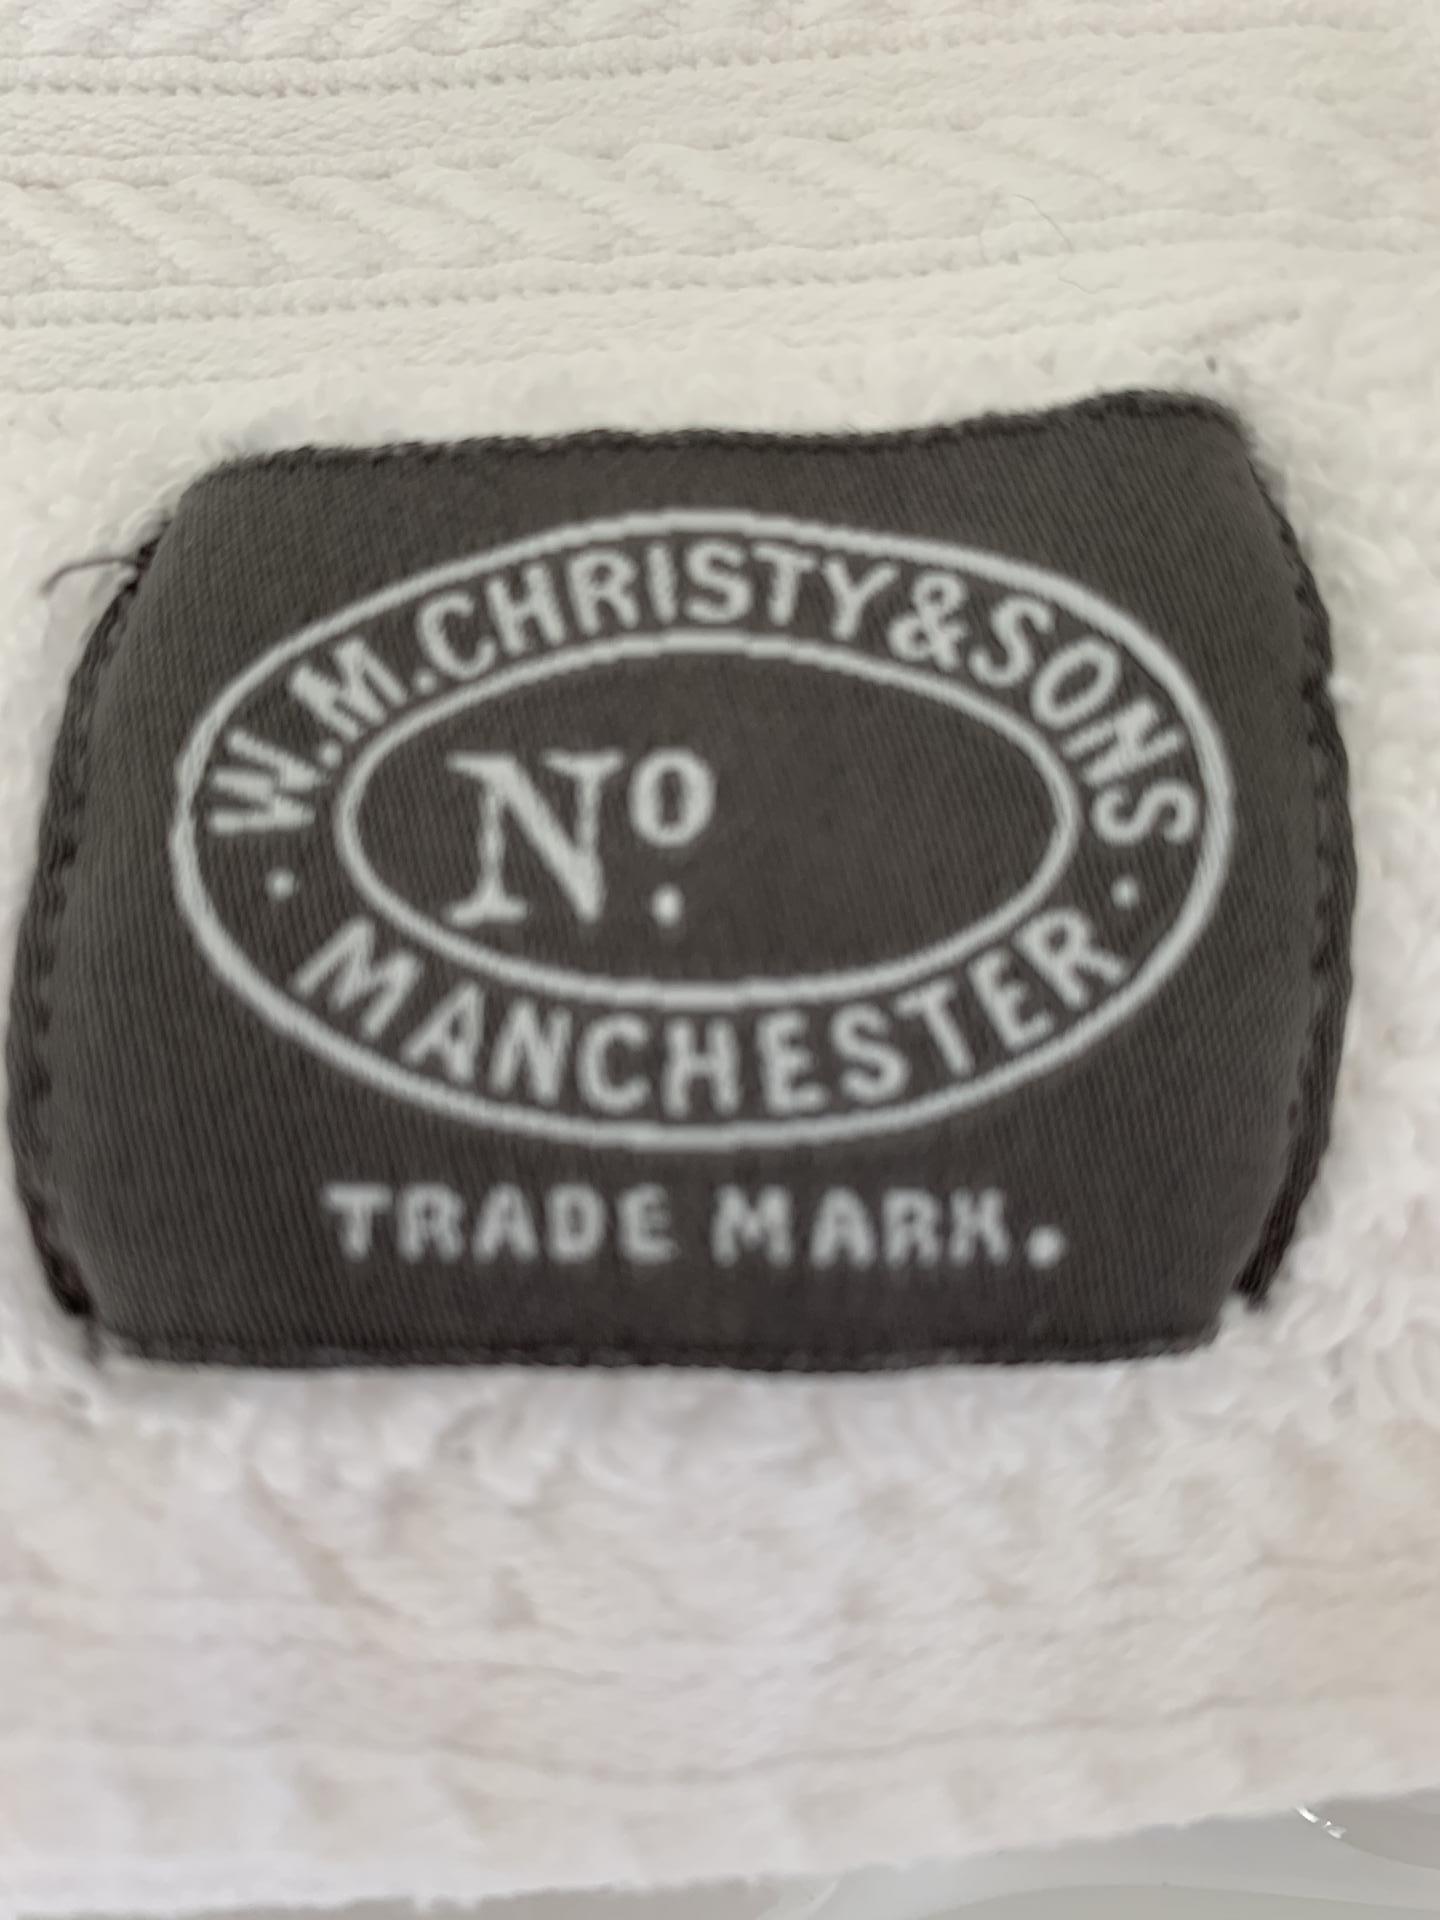 W.M.CHRISTY&SONS
Nº.
· MANCHESTER ·
TRADE MARK.